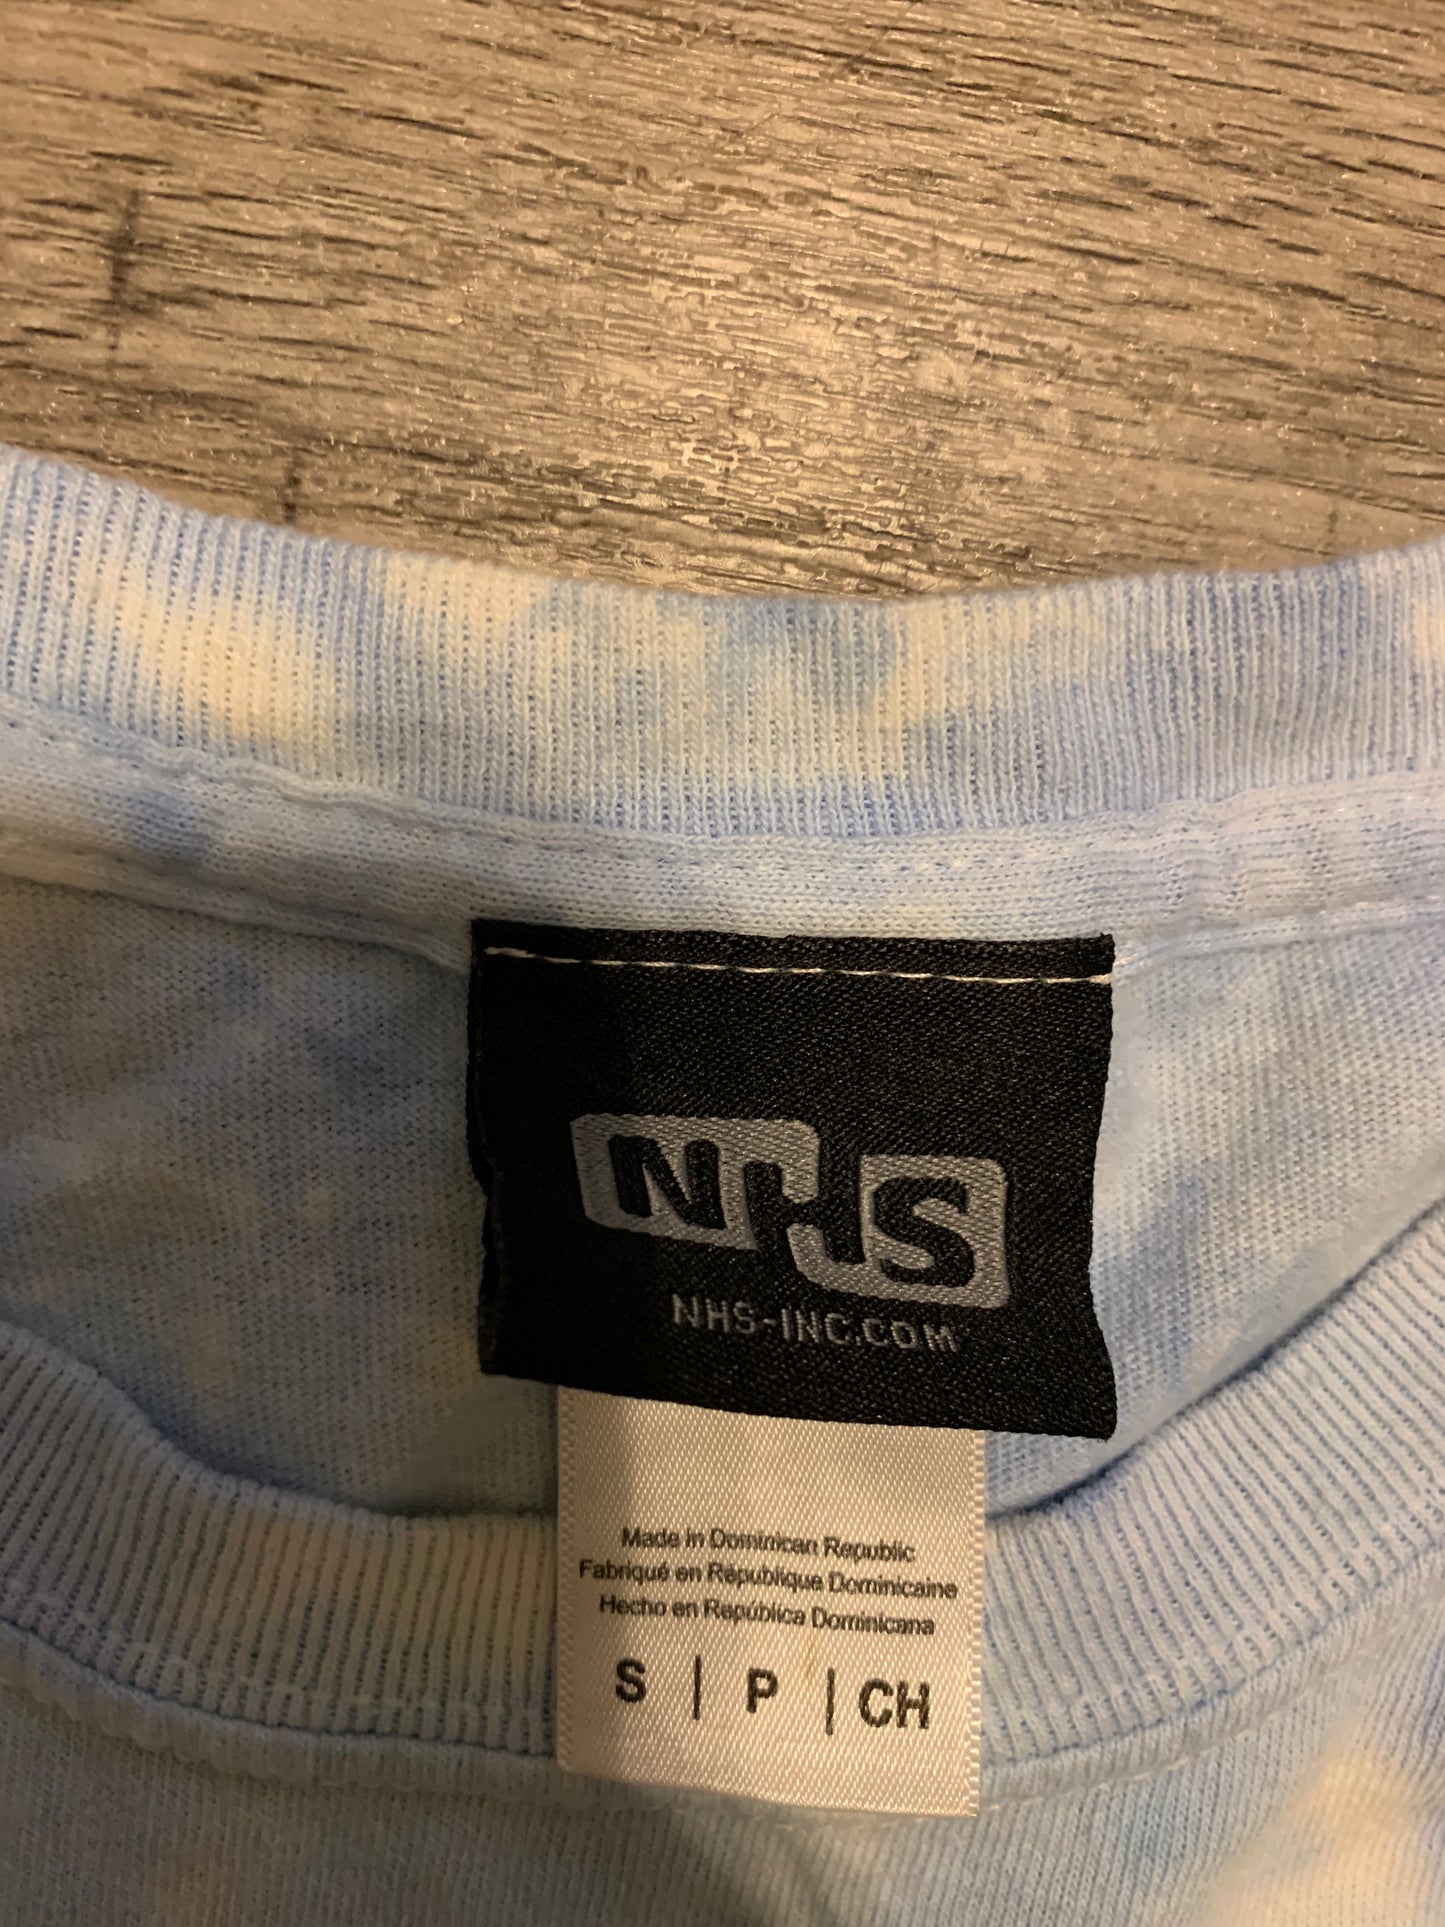 NHS
NHS-INC.COM
Made in Dominican Republic
Fabriqué en République Dominicaine
Hecho en República Dominicana
S | P | CH